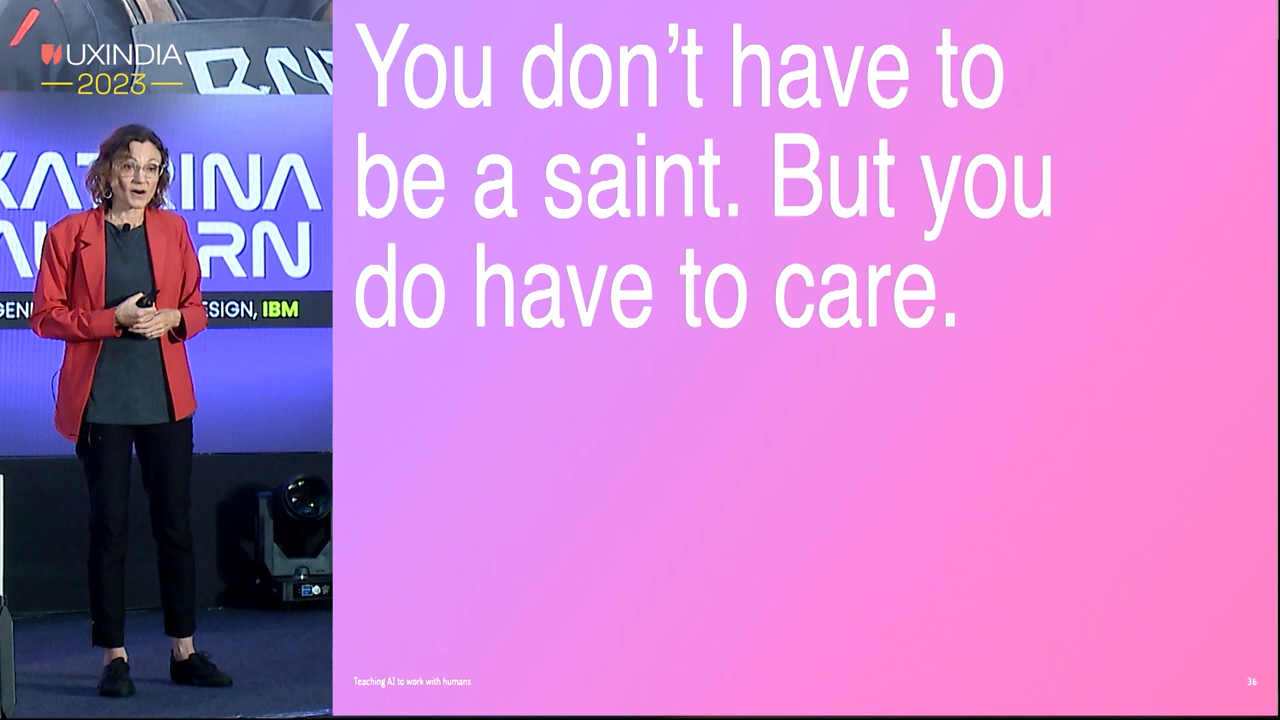 UXINDIA
2023
KATRINA
IBM
You don't have to
be a saint. But you
do have to care.
Teaching AI to work with humans
36